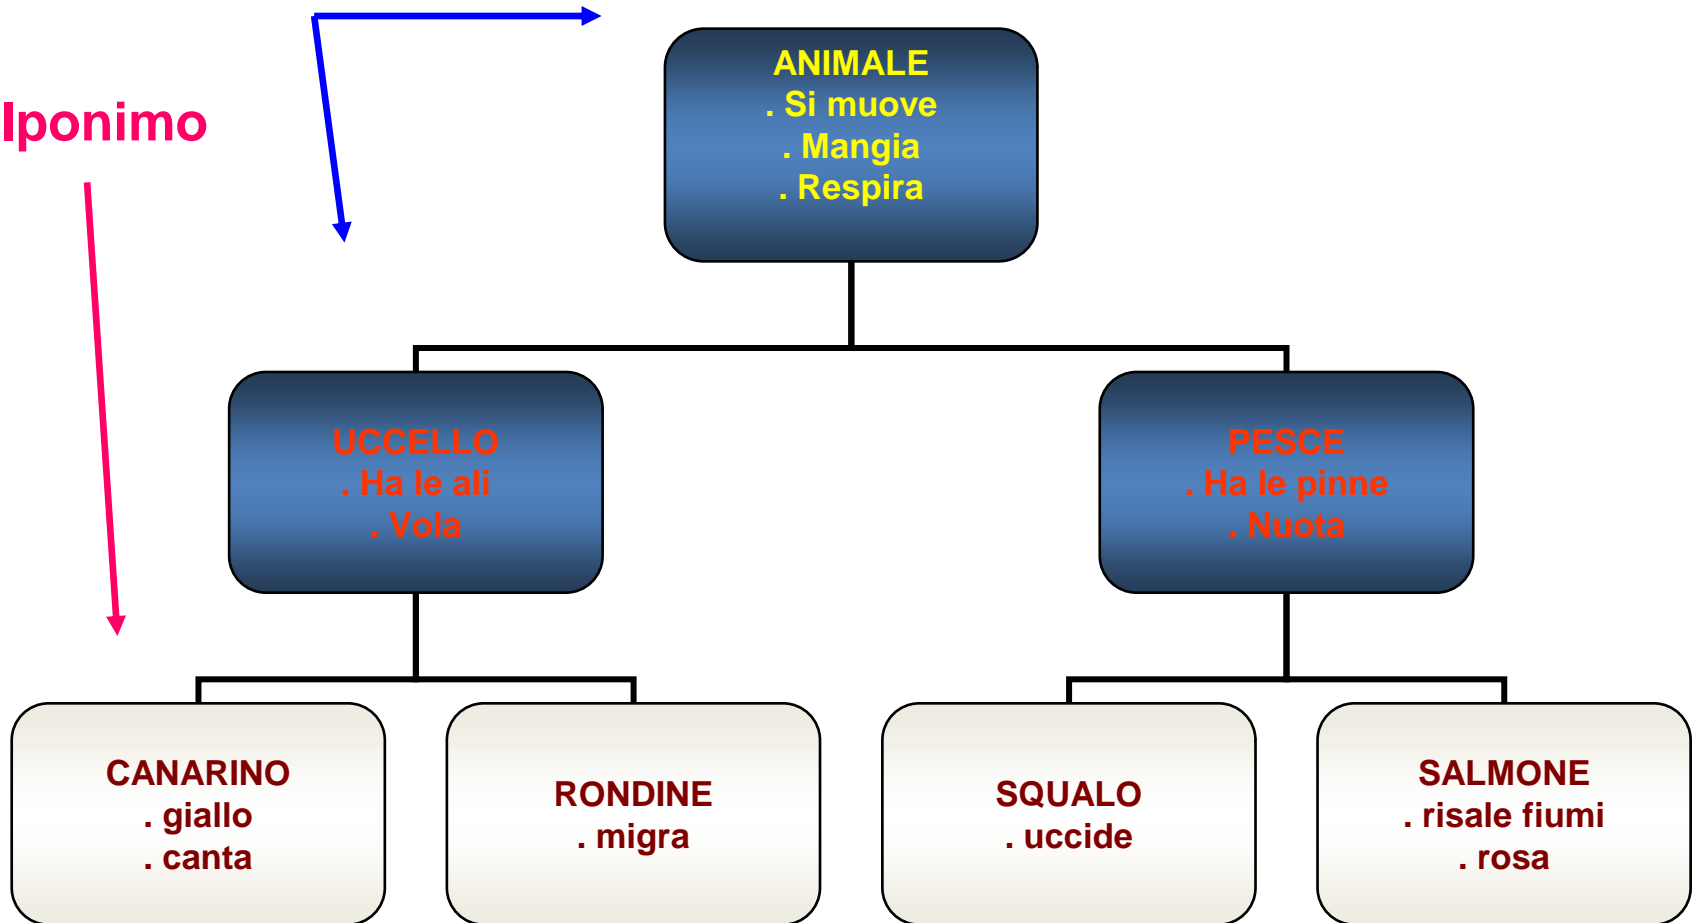 Iponimo
ANIMALE
. Si muove
. Mangia
. Respira
UCCELLO
. Ha le ali
. Vola
PESCE
. Ha le pinne
. Nuota
CANARINO
. giallo
. canta
RONDINE
. migra
SQUALO
. uccide
SALMONE
. risale fiumi
. rosa